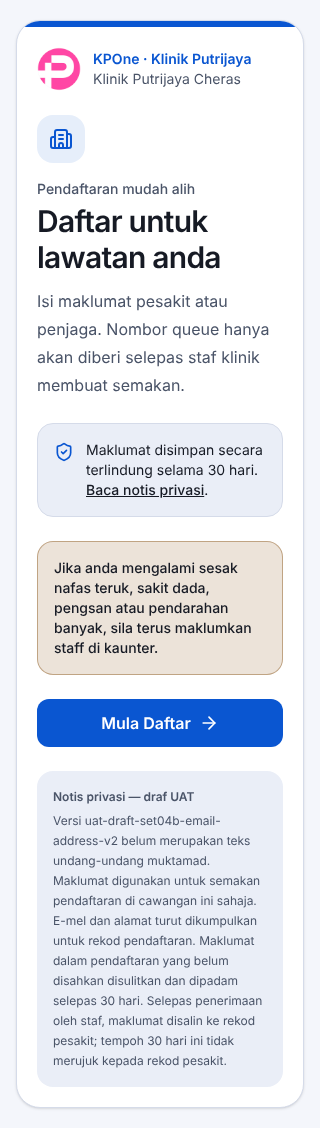 KPOne · Klinik Putrijaya
Klinik Putrijaya Cheras
Pendaftaran mudah alih
Daftar untuk
lawatan anda
Isi maklumat pesakit atau
penjaga. Nombor queue hanya
akan diberi selepas staf klinik
membuat semakan.
Maklumat disimpan secara
terlindung selama 30 hari.
Baca notis privasi.
Jika anda mengalami sesak
nafas teruk, sakit dada,
pengsan atau pendarahan
banyak, sila terus maklumkan
staff di kaunter.
Mula Daftar
Notis privasi — draf UAT
Versi uat-draft-set04b-email-
address-v2 belum merupakan teks
undang-undang muktamad.
Maklumat digunakan untuk semakan
pendaftaran di cawangan ini sahaja.
E-mel dan alamat turut dikumpulkan
untuk rekod pendaftaran. Maklumat
dalam pendaftaran yang belum
disahkan disulitkan dan dipadam
selepas 30 hari. Selepas penerimaan
oleh staf, maklumat disalin ke rekod
pesakit; tempoh 30 hari ini tidak
merujuk kepada rekod pesakit.